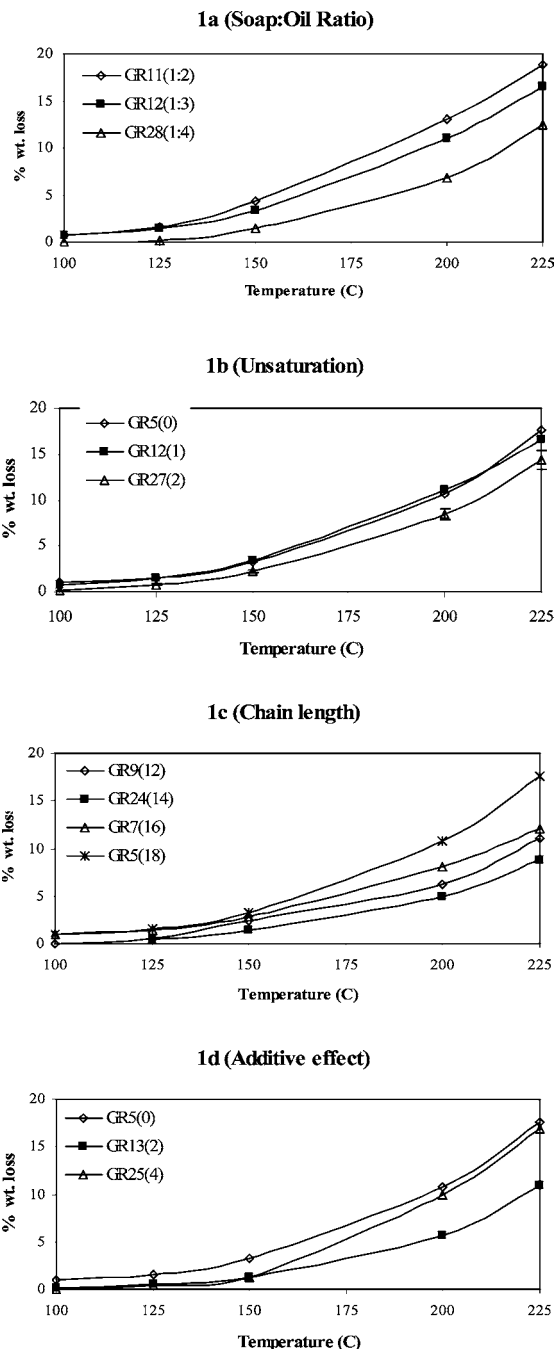 1a (Soap:Oil Ratio)
% wt. loss
20
15
10
5
0
GR11(1:2)
GR12(1:3)
GR28(1:4)
100 125 150 175 200 225
Temperature (C)
1b (Unsaturation)
% wt. loss
20
15
10
5
0
GR5(0)
GR12(1)
GR27(2)
100 125 150 175 200 225
Temperature (C)
1c (Chain length)
% wt. loss
20
15
10
5
0
GR9(12)
GR24(14)
GR7(16)
GR5(18)
100 125 150 175 200 225
Temperature (C)
1d (Additive effect)
% wt. loss
20
15
10
5
0
GR5(0)
GR13(2)
GR25(4)
100 125 150 175 200 225
Temperature (C)